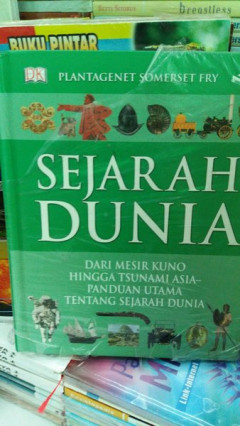 BUKU PINTAR
DK
PLANTAGENET SOMERSET FRY
SEJARAH
DUNIA
DARI MESIR KUNO
HINGGA TSUNAMI ASIA–
PANDUAN UTAMA
TENTANG SEJARAH DUNIA